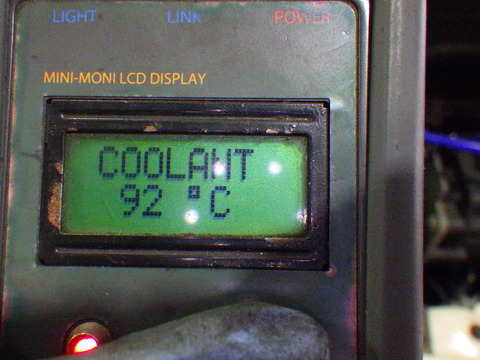 LIGHT LINK POWER
MINI-MONI LCD DISPLAY
COOLANT
92 °C